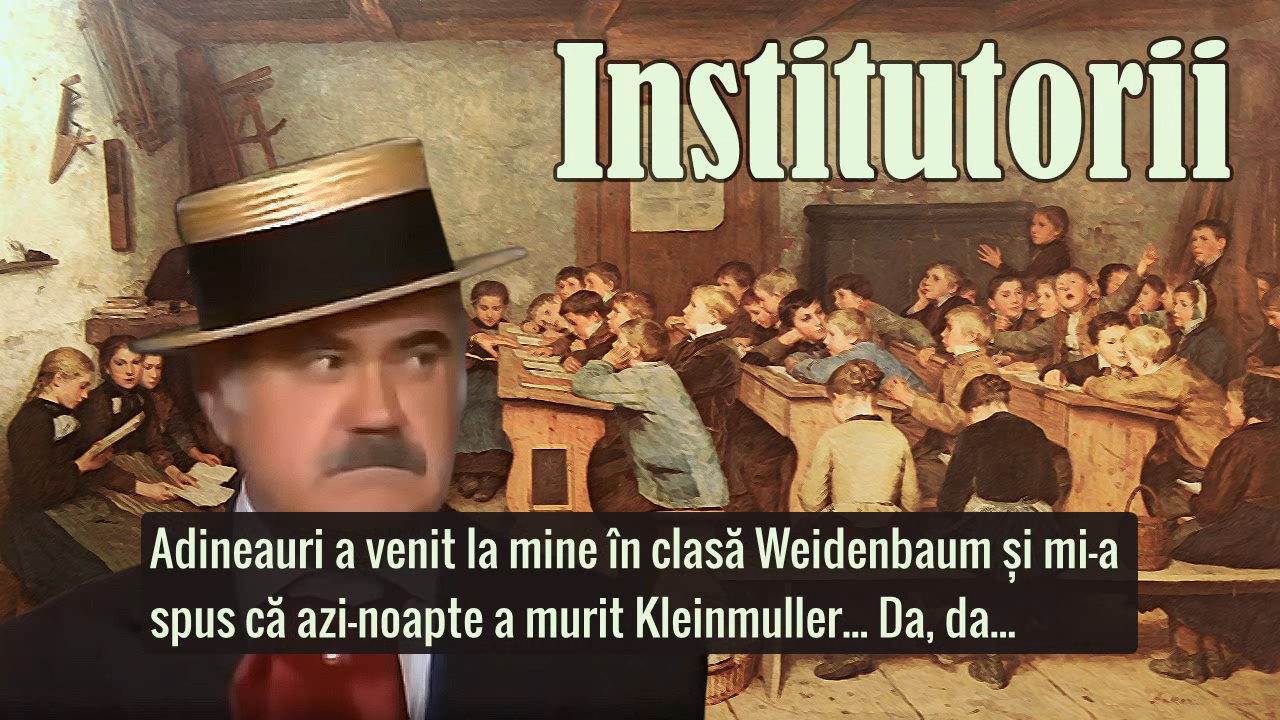 Institutorii
Adineauri a venit la mine în clasă Weidenbaum și mi-a
spus că azi-noapte a murit Kleinmuller... Da, da...